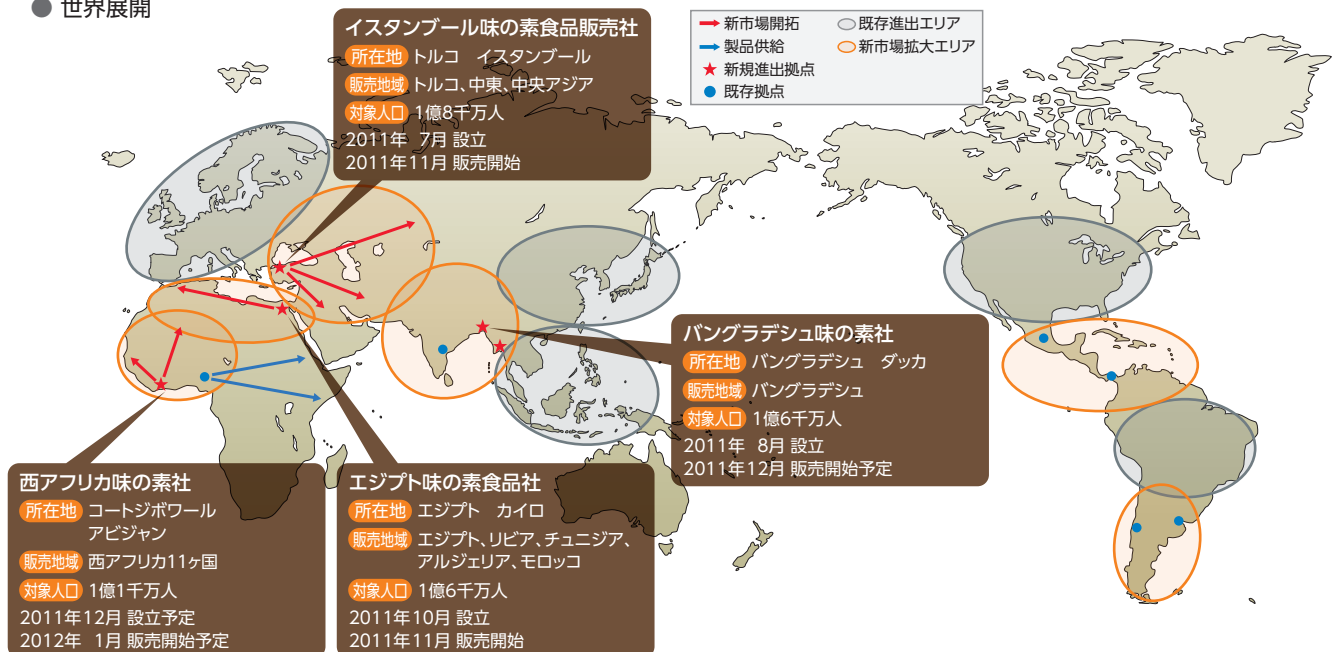 ● 世界展開
イスタンブール味の素食品販売社
所在地 トルコ イスタンブール
販売地域 トルコ、中東、中央アジア
対象人口 1億8千万人
2011年 7月 設立
2011年11月 販売開始
新市場開拓
製品供給
新規進出拠点
既存拠点
既存進出エリア
新市場拡大エリア
バングラデシュ味の素社
所在地 バングラデシュ ダッカ
販売地域 バングラデシュ
対象人口 1億6千万人
2011年 8月 設立
2011年12月 販売開始予定
西アフリカ味の素社
所在地 コートジボワール
アビジャン
販売地域 西アフリカ11ヶ国
対象人口 1億1千万人
2011年12月 設立予定
2012年 1月 販売開始予定
エジプト味の素食品社
所在地 エジプト カイロ
販売地域 エジプト、リビア、チュニジア、
アルジェリア、モロッコ
対象人口 1億6千万人
2011年10月 設立
2011年11月 販売開始